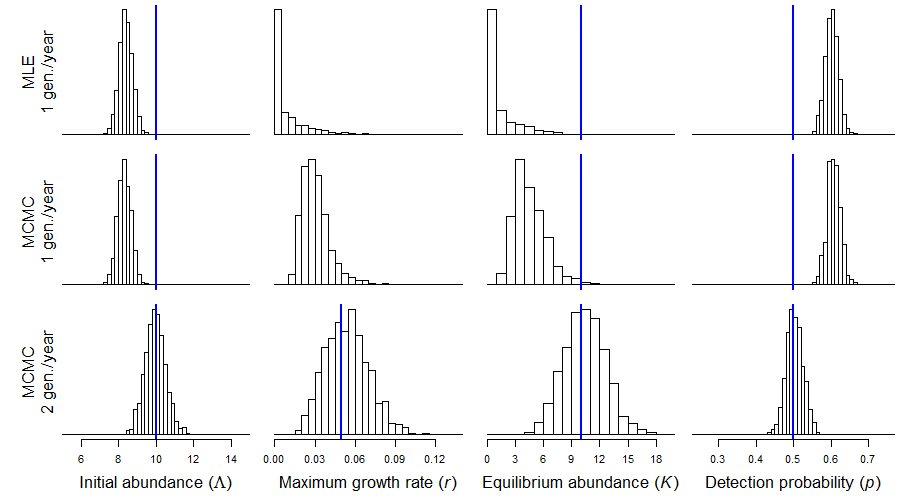 MLE
1 gen./year
MCMC
1 gen./year
MCMC
2 gen./year
6 8 10 12 14
0.00 0.03 0.06 0.09 0.12
0 3 6 9 12 15 18
0.3 0.4 0.5 0.6 0.7
Initial abundance (Λ)
Maximum growth rate (r)
Equilibrium abundance (K)
Detection probability (p)